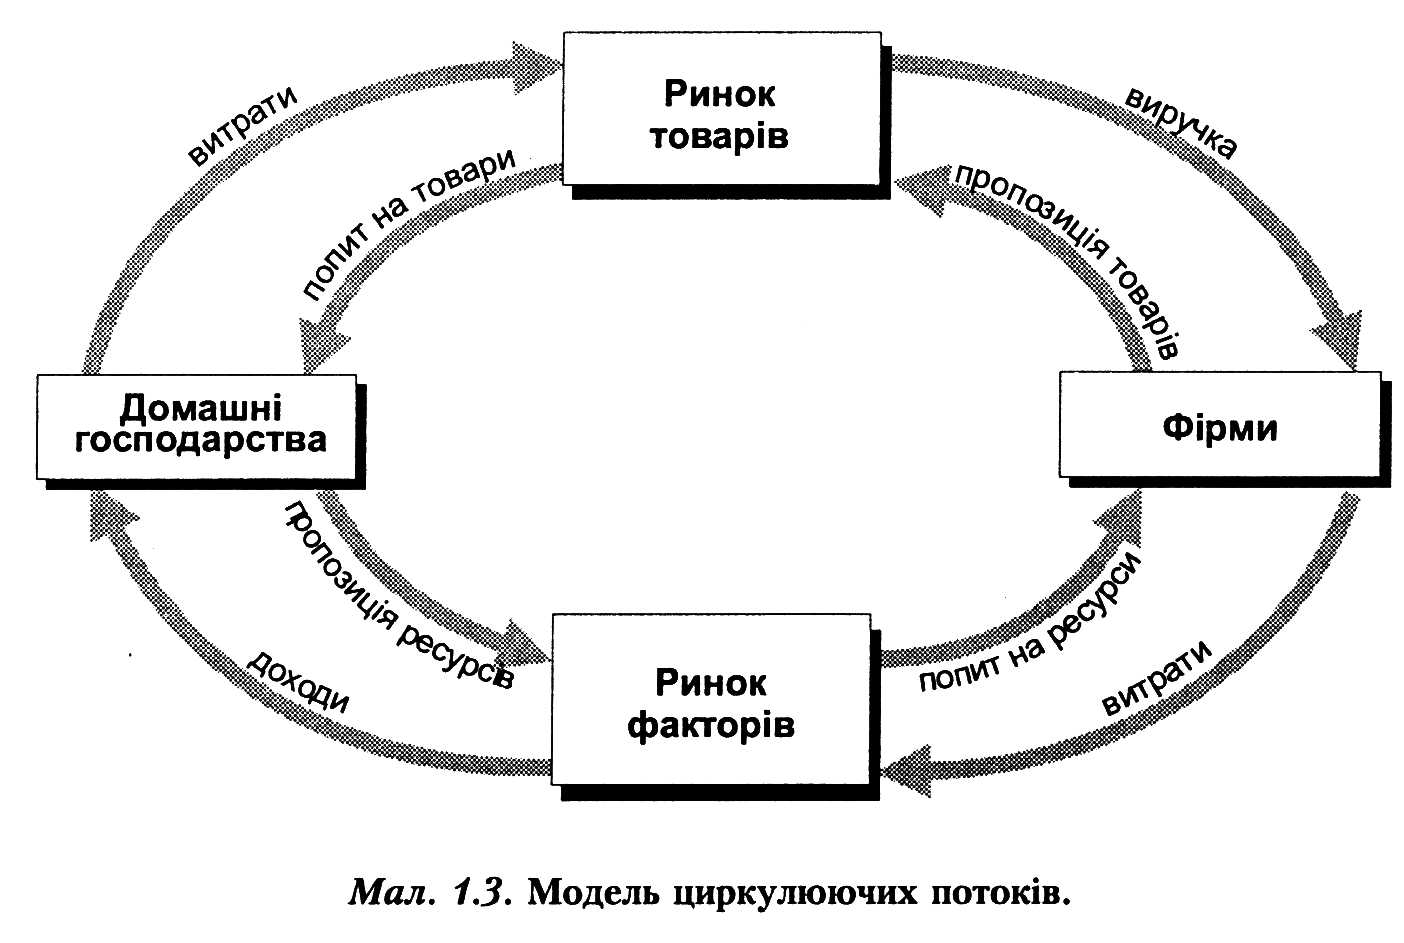 Ринок
товарів
витрати
виручка
попит на товари
пропозиція товарів
Домашні
господарства
Фірми
пропозиція ресурсів
попит на ресурси
доходи
витрати
Ринок
факторів
Мал. 1.3. Модель циркулюючих потоків.